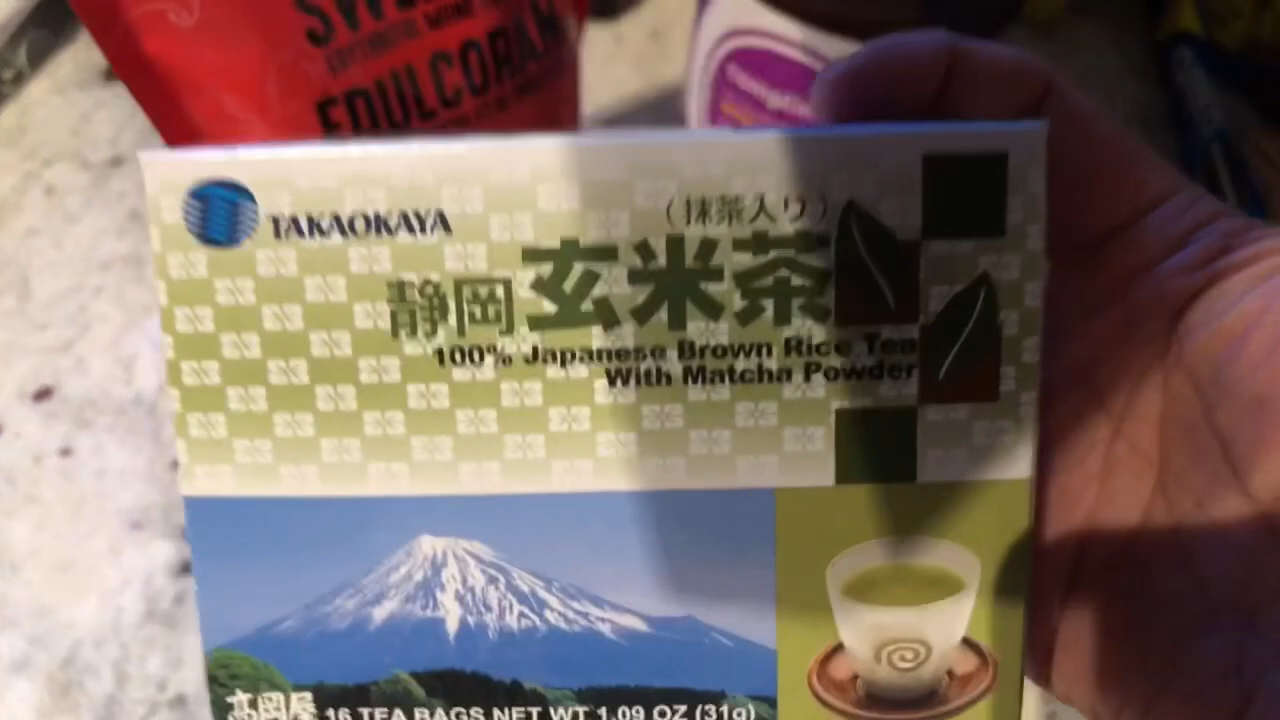 EDULCORAN
TAKAOKAYA
(抹茶入り)
静岡玄米茶
100% Japanese Brown Rice Tea
With Matcha Powder
高岡屋 16 TEA BAGS NET WT 1.09 OZ (31g)